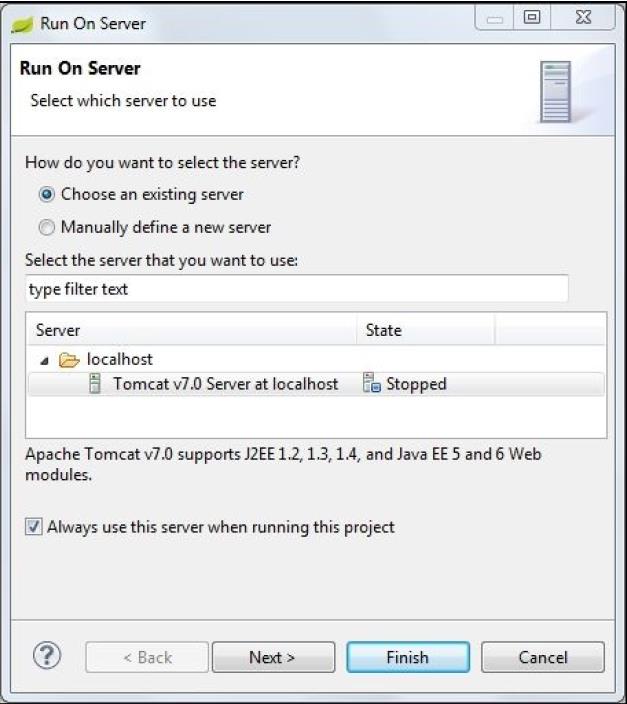 Run On Server
Run On Server
Select which server to use
How do you want to select the server?
Choose an existing server
Manually define a new server
Select the server that you want to use:
type filter text
Server State
localhost
Tomcat v7.0 Server at localhost Stopped
Apache Tomcat v7.0 supports J2EE 1.2, 1.3, 1.4, and Java EE 5 and 6 Web
modules.
Always use this server when running this project
? < Back Next > Finish Cancel